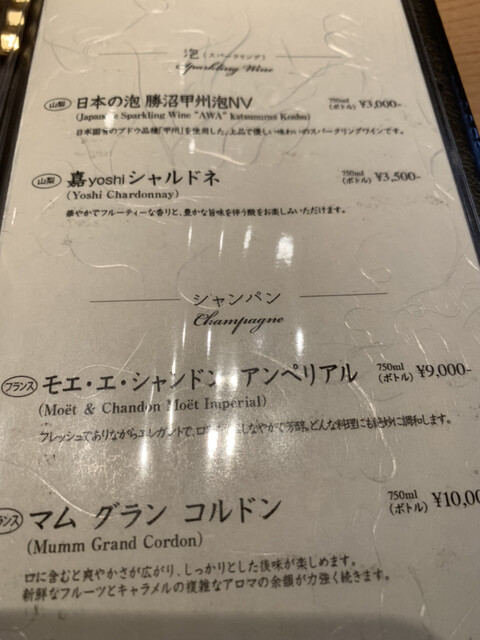 泡(スパークリング)
Sparkling Wine
山梨 日本の泡 勝沼甲州泡NV 750ml (ボトル) ¥3,000-
Sparkling Wine "AWA" katsunuma Koshu)
日本固有のブドウ品種「甲州」を使用した、上品で優しい味わいのスパークリングワインです。
山梨 嘉yoshiシャルドネ 750ml (ボトル) ¥3,500-
(Yoshi Chardonnay)
華やかでフルーティーな香りと、豊かな旨味を伴う酸をお楽しみいただけます。
シャンパン
Champagne
フランス モエ・エ・シャンドン アンペリアル 750ml (ボトル) ¥9,000-
(Moët & Chandon Moët Imperial)
フレッシュでありながらエレガントで、しなやかで芳醇。どんな料理にも絶妙に調和します。
ンス マム グラン コルドン 750ml (ボトル) ¥10,00
(Mumm Grand Cordon)
口に含むと爽やかさが広がり、しっかりとした後味が楽しめます。
新鮮なフルーツとキャラメルの複雑なアロマの余韻が力強く続きます。